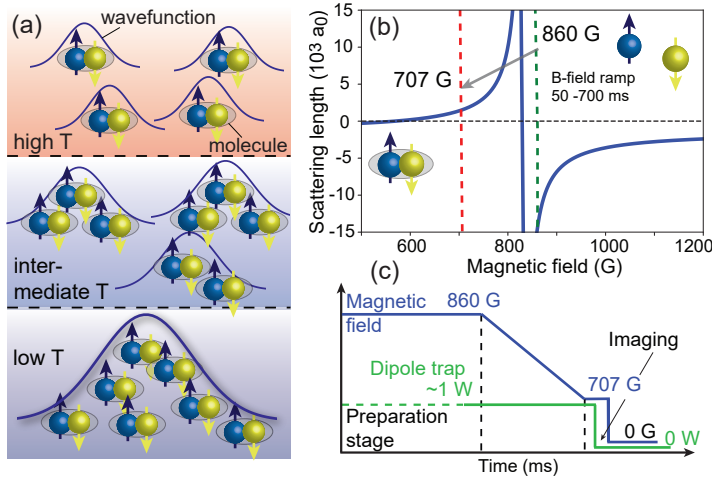 (a)
wavefunction
molecule
high T
inter-
mediate T
low T
(b)
Scattering length (10³ a₀)
15
10
5
0
-5
-10
-15
707 G
860 G
B-field ramp
50 -700 ms
600
800
1000
1200
Magnetic field (G)
(c)
Magnetic
field
860 G
Imaging
Dipole trap
~1 W
707 G
Preparation
stage
0 G
0 W
Time (ms)